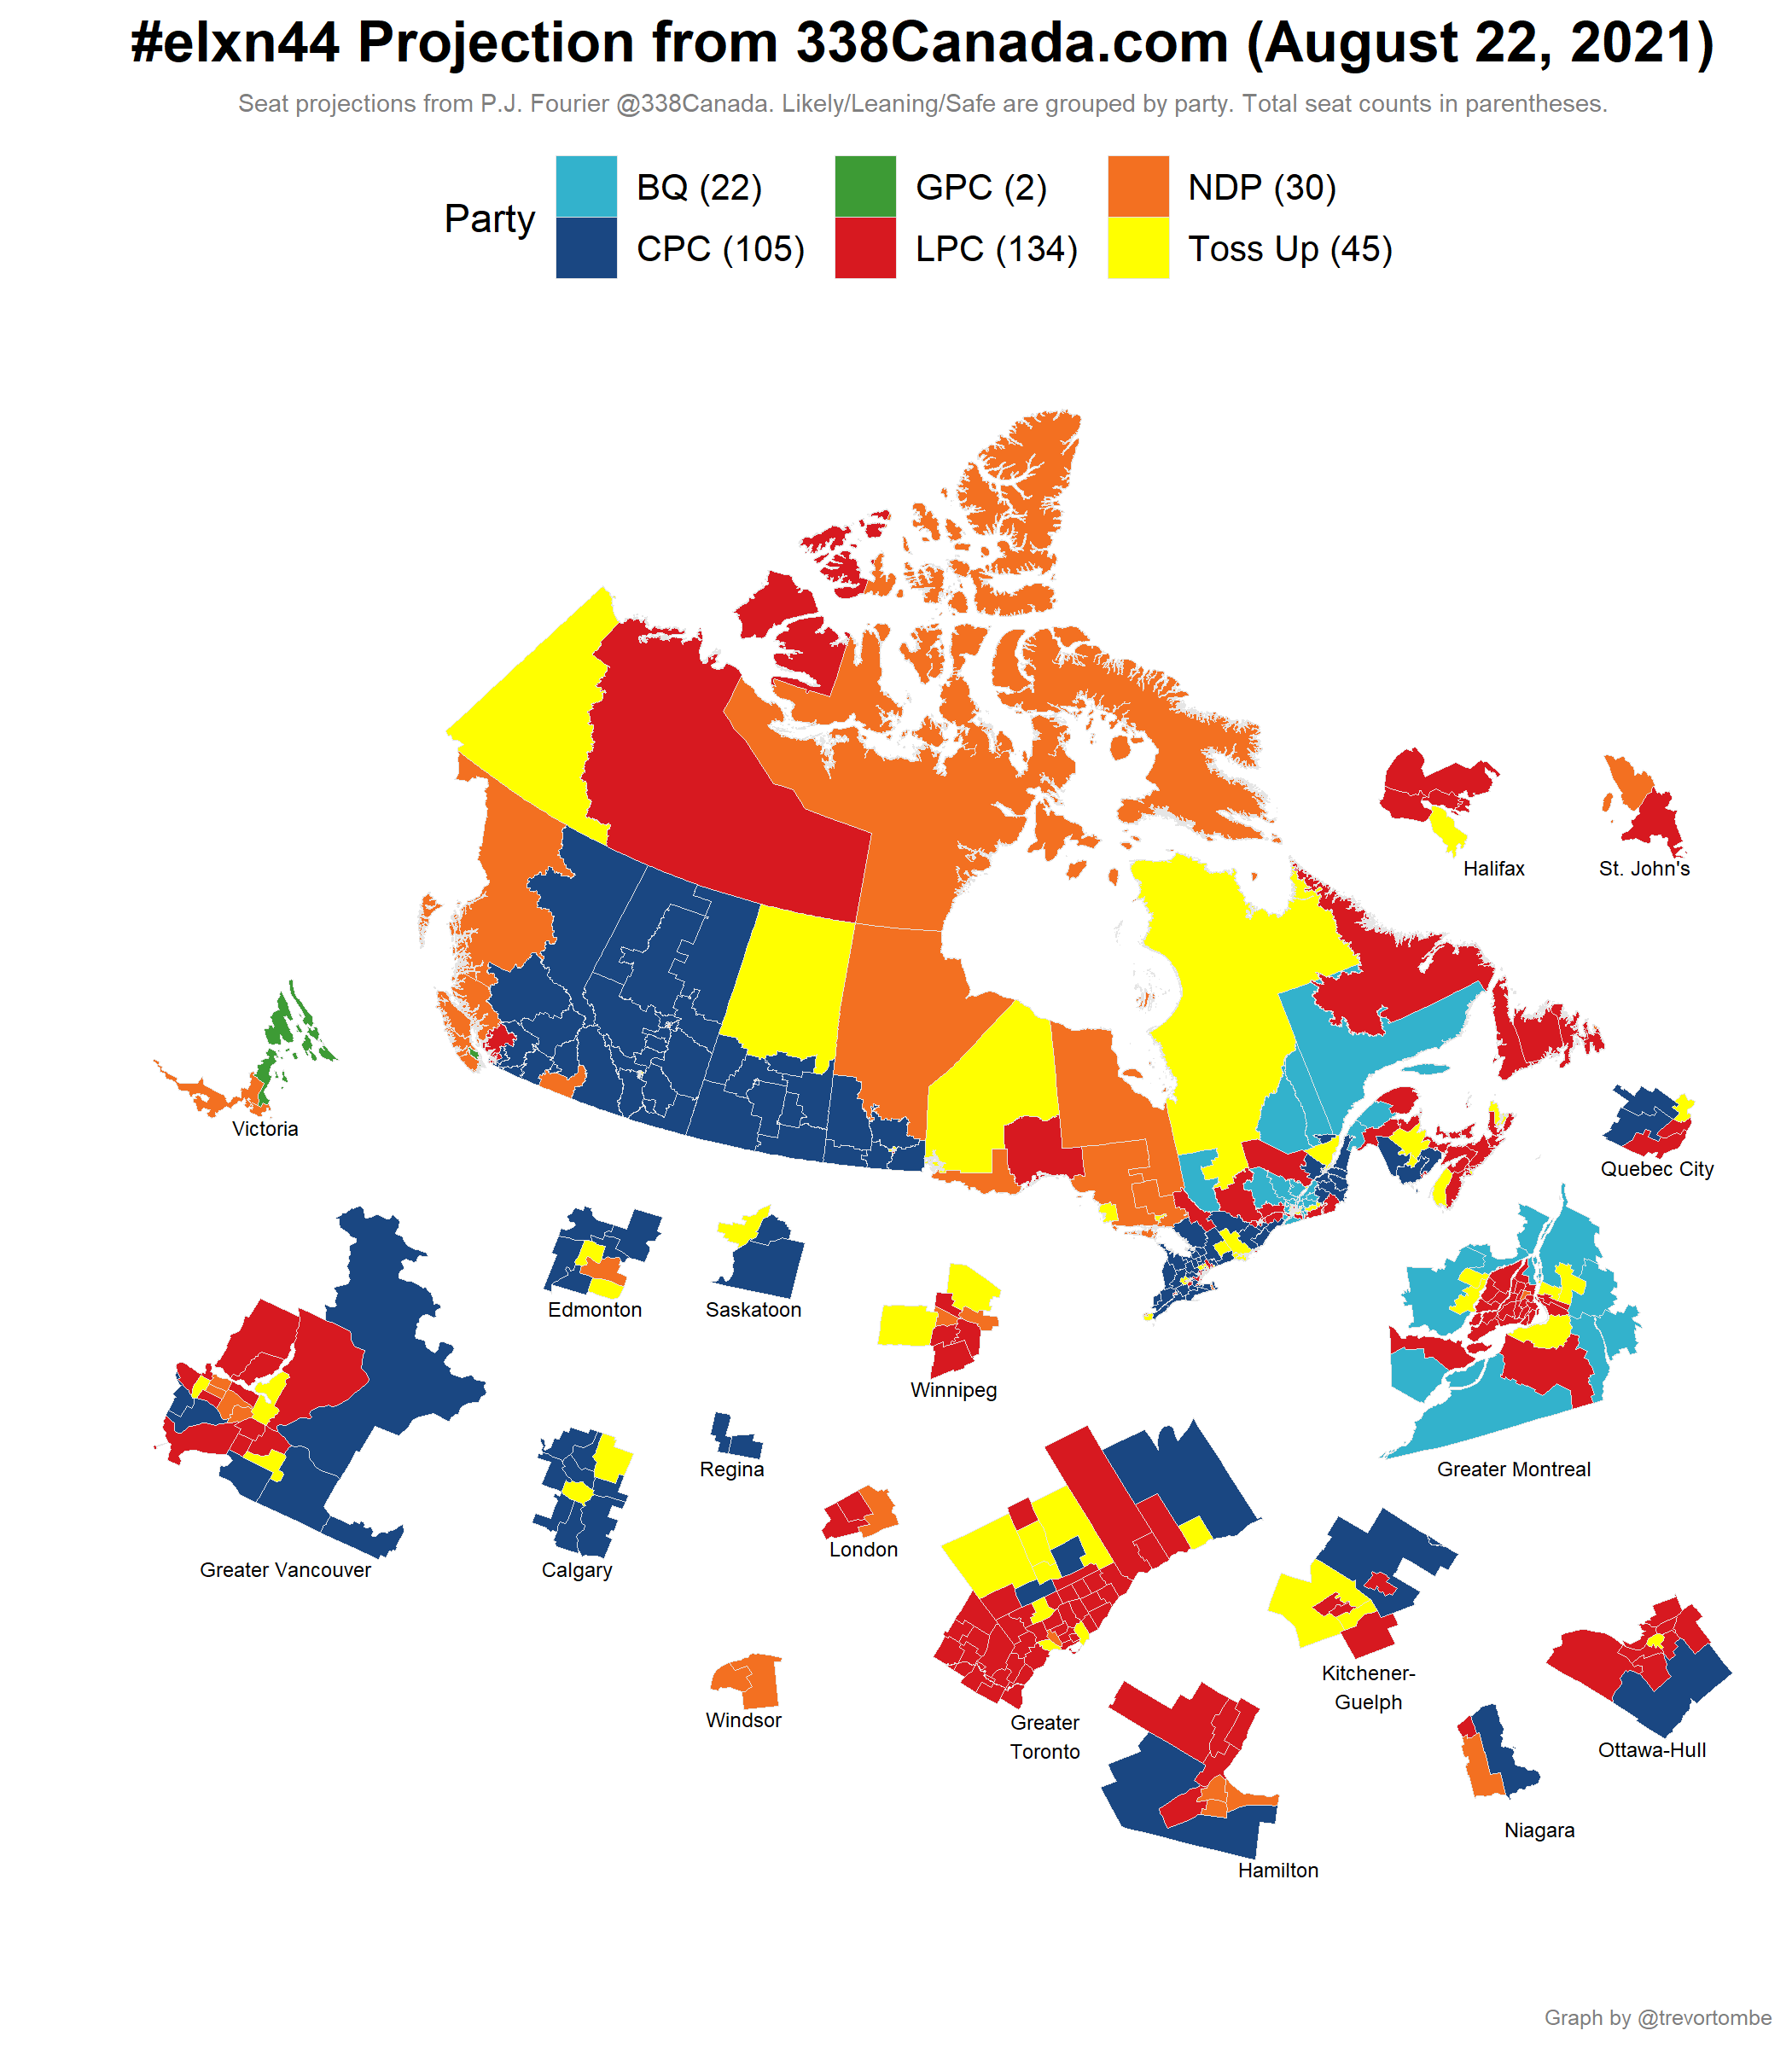 #elxn44 Projection from 338Canada.com (August 22, 2021)
Seat projections from P.J. Fourier @338Canada. Likely/Leaning/Safe are grouped by party. Total seat counts in parentheses.
Party
BQ (22)
GPC (2)
NDP (30)
CPC (105)
LPC (134)
Toss Up (45)
Halifax
St. John's
Victoria
Quebec City
Edmonton
Saskatoon
Winnipeg
Regina
Greater Montreal
London
Greater Vancouver
Calgary
Kitchener-
Guelph
Windsor
Greater
Toronto
Ottawa-Hull
Niagara
Hamilton
Graph by @trevortombe